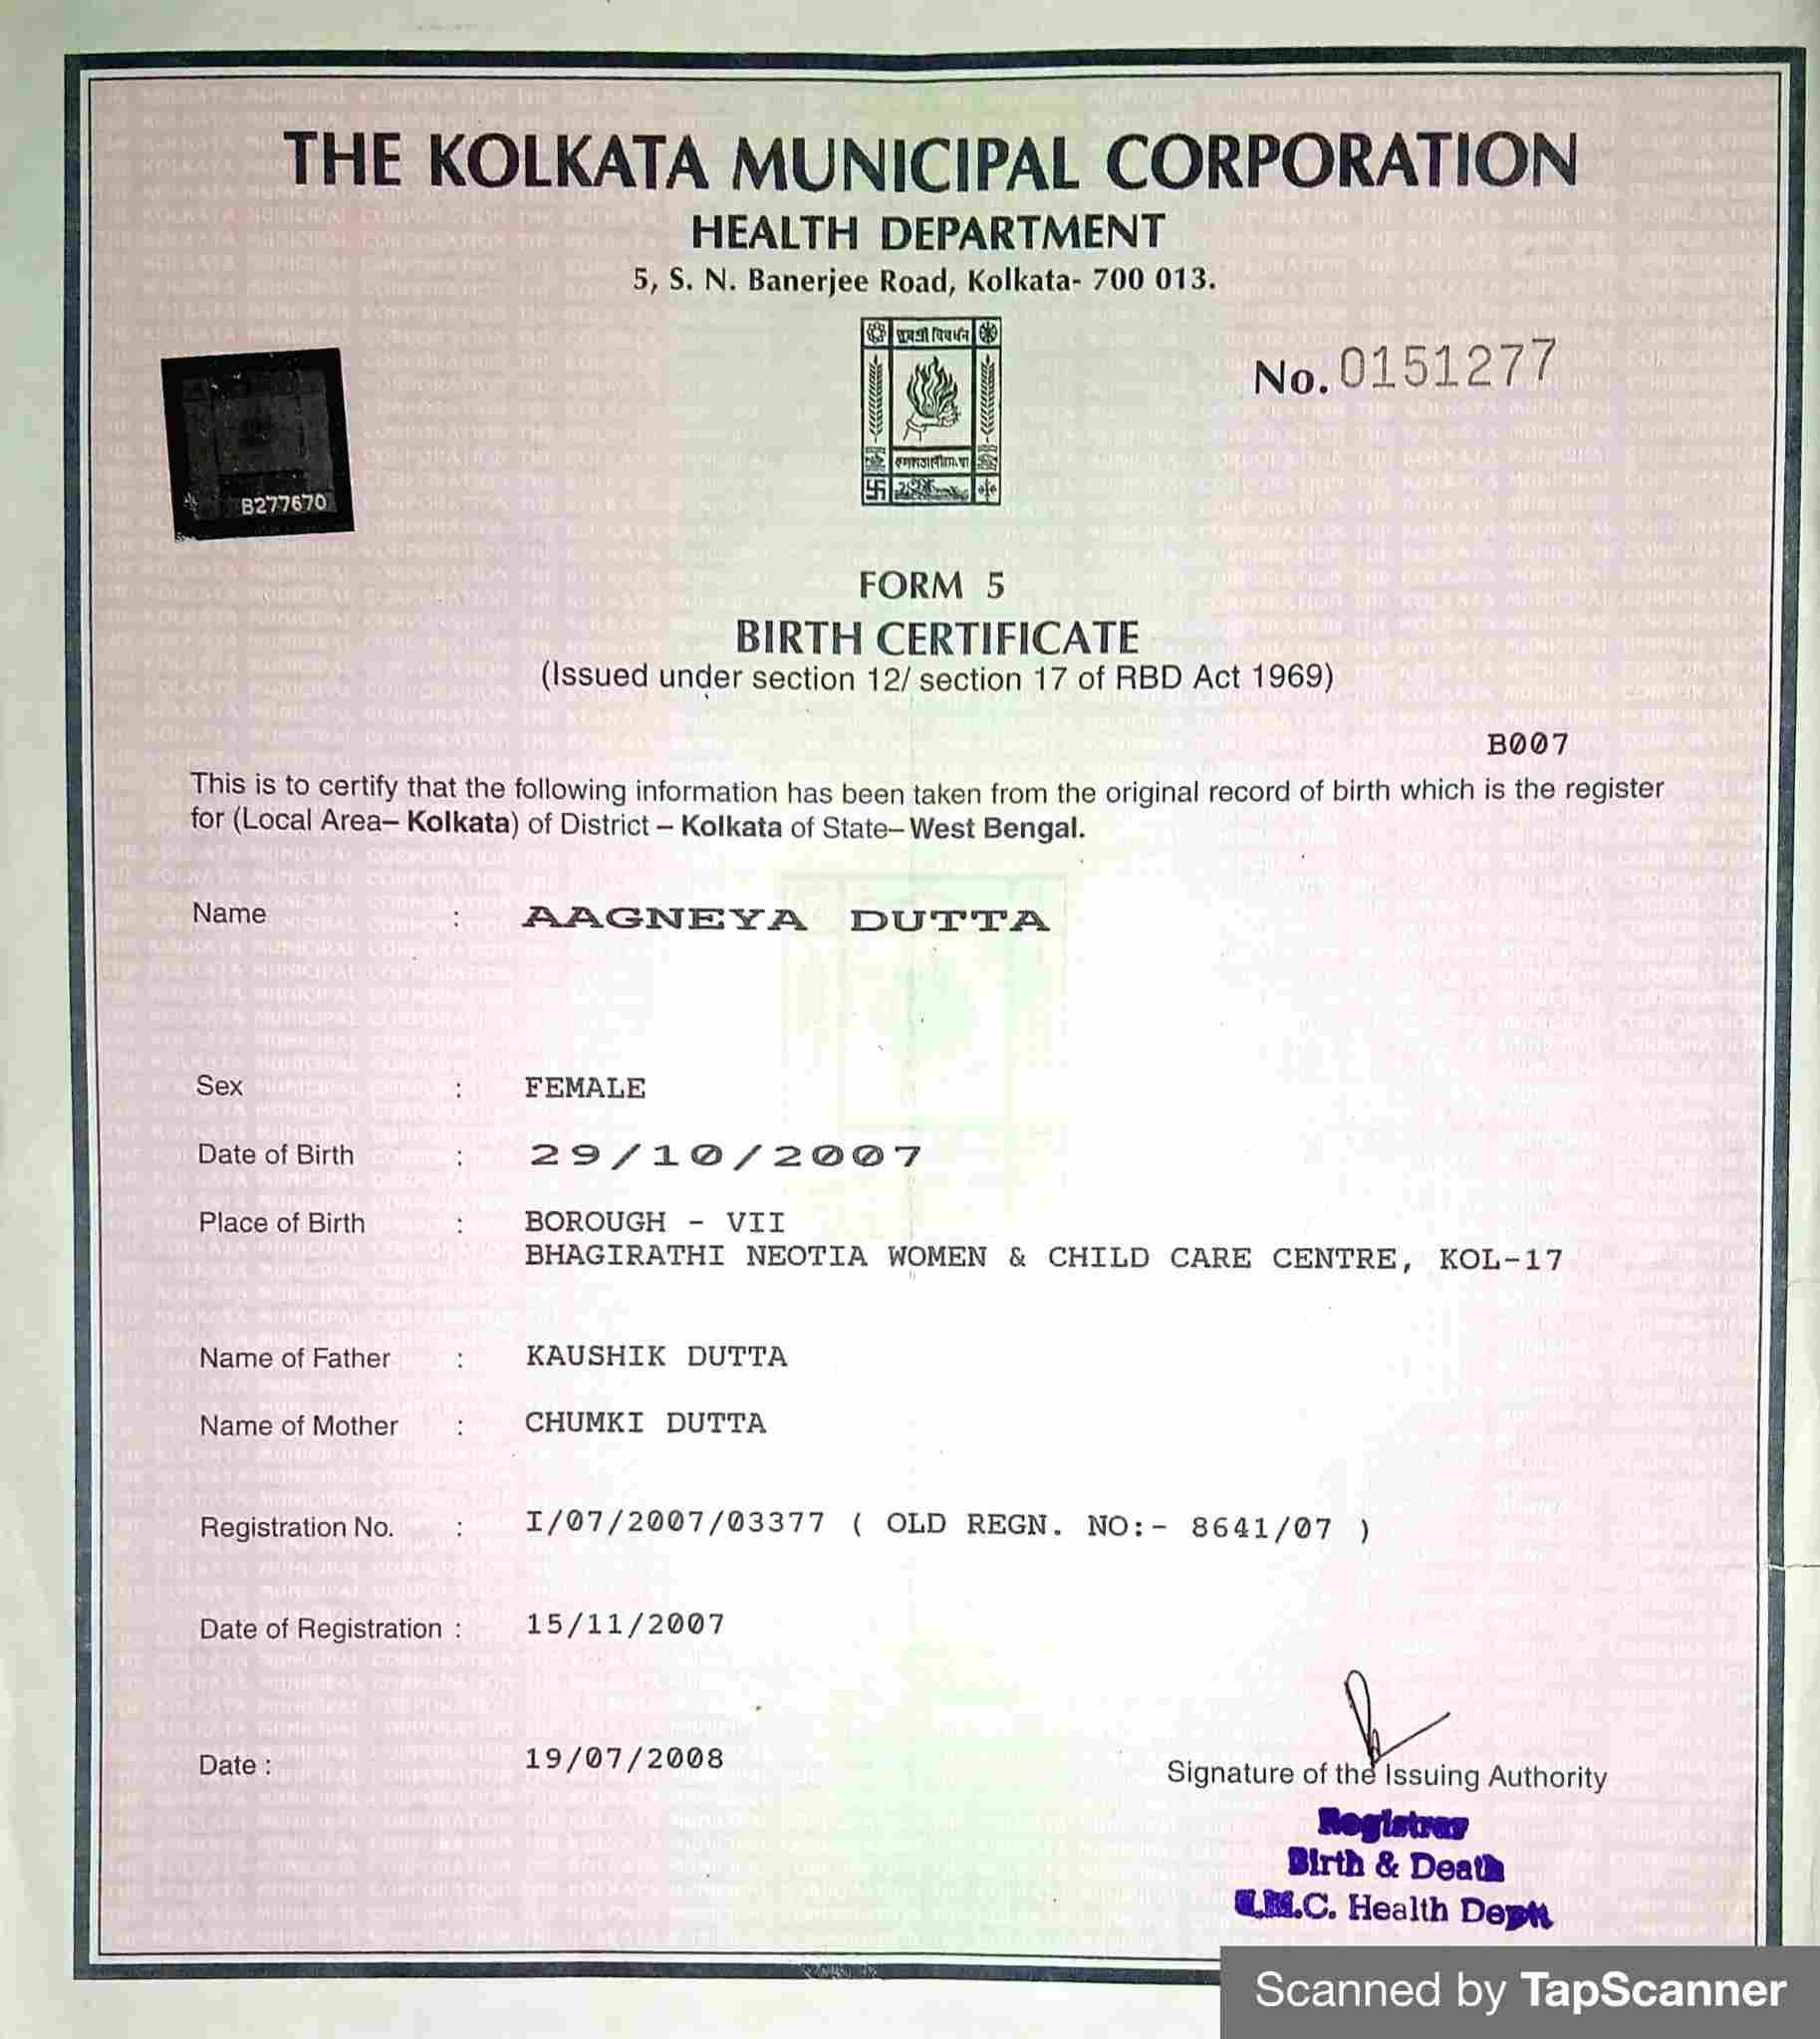 THE KOLKATA MUNICIPAL CORPORATION
HEALTH DEPARTMENT
5, S. N. Banerjee Road, Kolkata- 700 013.
No. 0151277
B277670
FORM 5
BIRTH CERTIFICATE
(Issued under section 12/ section 17 of RBD Act 1969)
B007
This is to certify that the following information has been taken from the original record of birth which is the register
for (Local Area– Kolkata) of District – Kolkata of State– West Bengal.
Name : AAGNEYA DUTTA
Sex : FEMALE
Date of Birth : 29/10/2007
Place of Birth : BOROUGH - VII
BHAGIRATHI NEOTIA WOMEN & CHILD CARE CENTRE, KOL-17
Name of Father : KAUSHIK DUTTA
Name of Mother : CHUMKI DUTTA
Registration No. : I/07/2007/03377 ( OLD REGN. NO:- 8641/07 )
Date of Registration : 15/11/2007
Date : 19/07/2008
Signature of the Issuing Authority
Registrar
Birth & Death
K.M.C. Health Deptt
Scanned by TapScanner